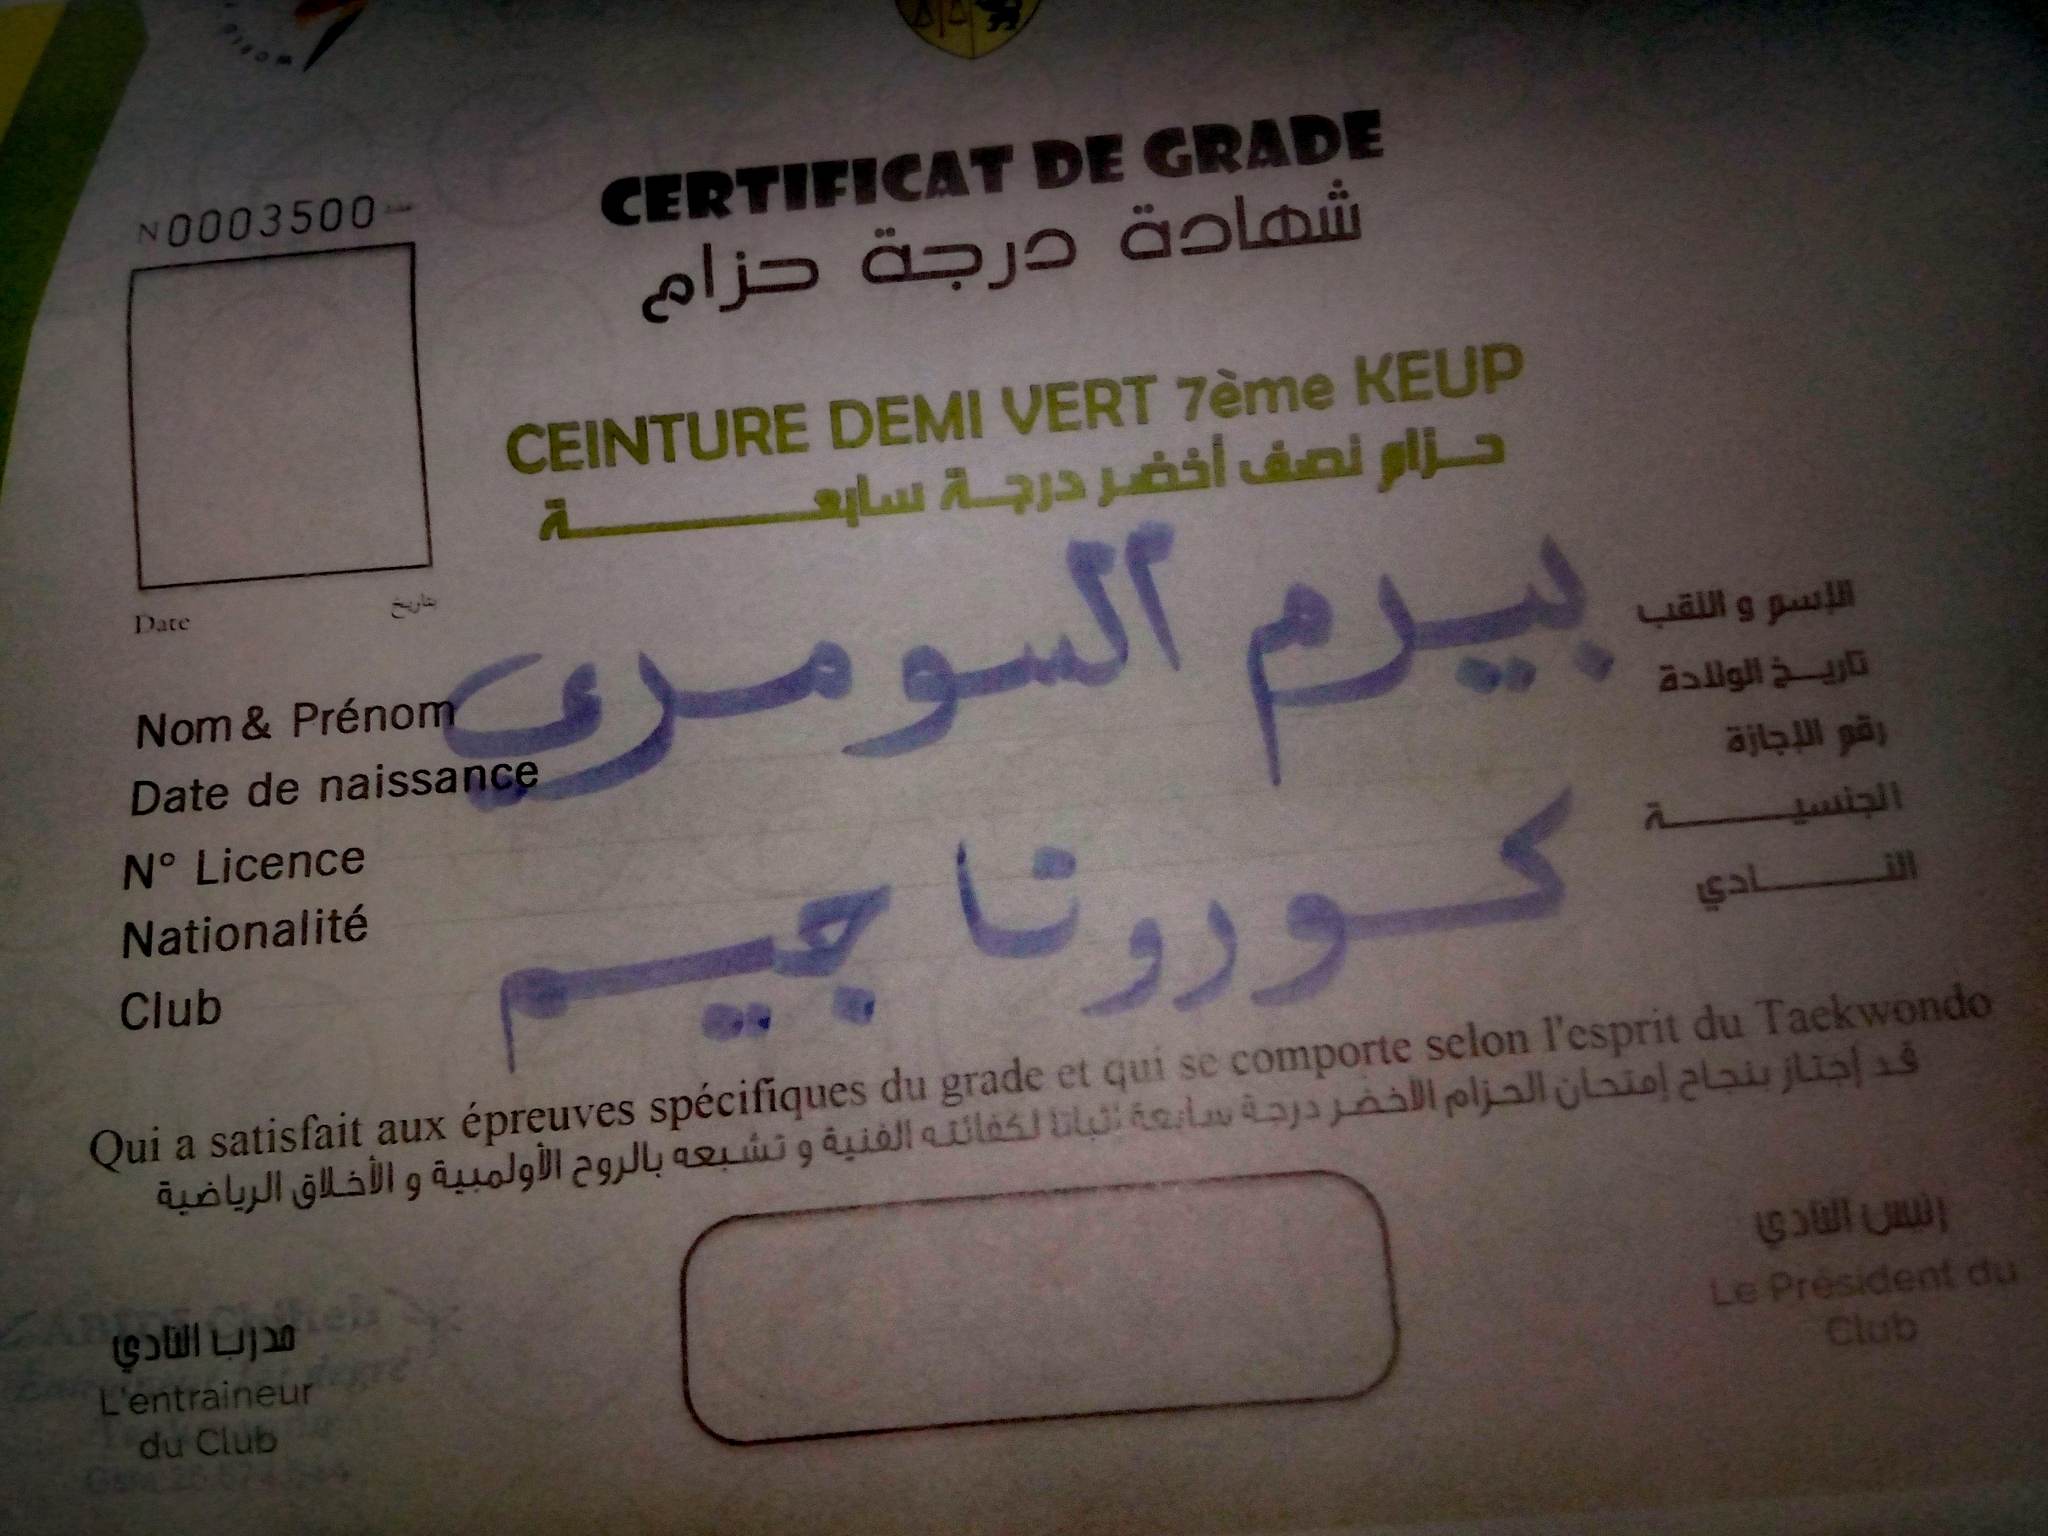 CERTIFICAT DE GRADE
شهادة درجة حزام
N 0003500 عدد
CEINTURE DEMI VERT 7ème KEUP
حزام نصف أخضر درجة سابعة
Date بتاريخ
Nom & Prénom بيرم السومري الإسم و اللقب
Date de naissance تاريخ الولادة
N° Licence رقم الإجازة
Nationalité الجنسية
Club كورونا جيم النادي
Qui a satisfait aux épreuves spécifiques du grade et qui se comporte selon l'esprit du Taekwondo
قد إجتاز بنجاح إمتحان الحزام الأخضر درجة سابعة إثباتا لكفائته الفنية و تشبعه بالروح الأولمبية و الأخلاق الرياضية
مدرب النادي
L'entraineur
du Club
رئيس النادي
Le Président du
Club